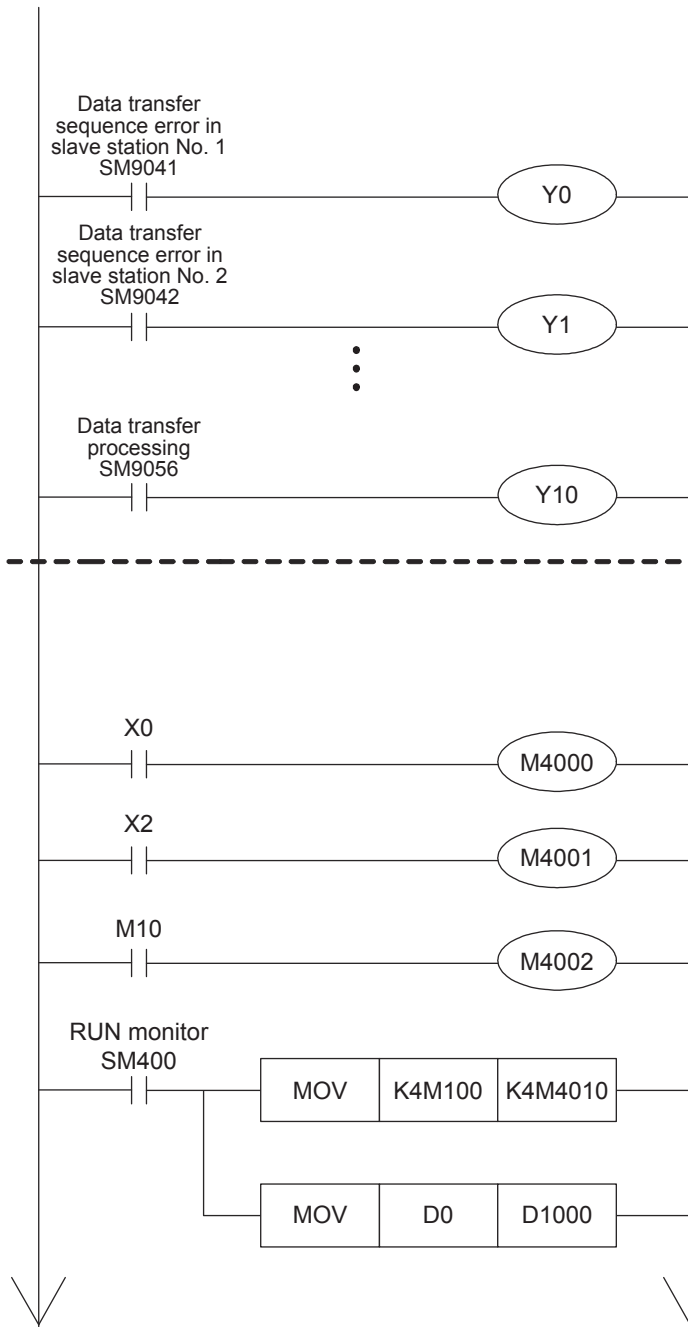 Data transfer
sequence error in
slave station No. 1
SM9041
Y0
Data transfer
sequence error in
slave station No. 2
SM9042
Y1
Data transfer
processing
SM9056
Y10
X0
M4000
X2
M4001
M10
M4002
RUN monitor
SM400
MOV K4M100 K4M4010
MOV D0 D1000